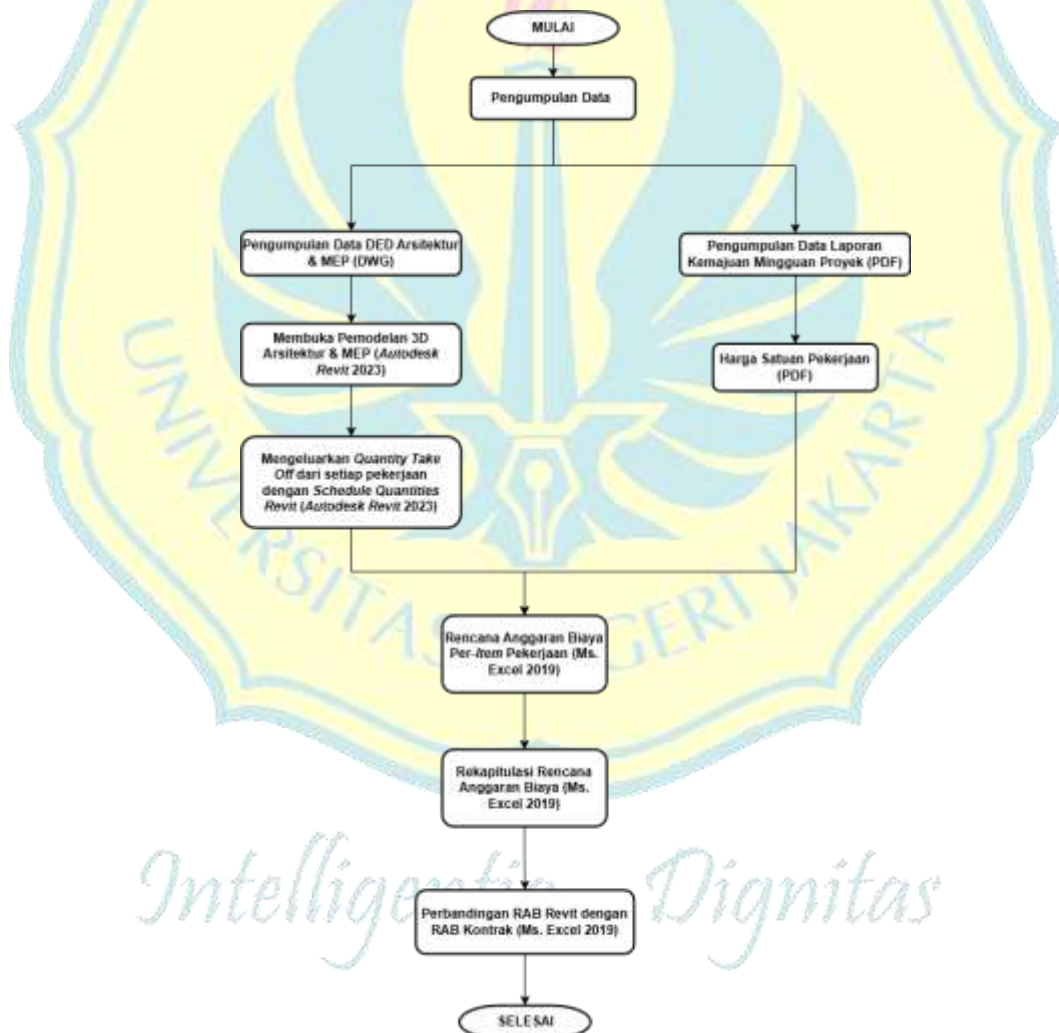 MULAI
Pengumpulan Data
Pengumpulan Data DED Arsitektur
& MEP (DWG)
Pengumpulan Data Laporan
Kemajuan Mingguan Proyek (PDF)
Membuka Pemodelan 3D
Arsitektur & MEP (Autodesk
Revit 2023)
Harga Satuan Pekerjaan
(PDF)
Mengeluarkan Quantity Take
Off dari setiap pekerjaan
dengan Schedule Quantities
Revit (Autodesk Revit 2023)
UNIVERSITAS NEGERI JAKARTA
Rencana Anggaran Biaya
Per-Item Pekerjaan (Ms.
Excel 2019)
Rekapitulasi Rencana
Anggaran Biaya (Ms.
Excel 2019)
Intelligentia Dignitas
Perbandingan RAB Revit dengan
RAB Kontrak (Ms. Excel 2019)
SELESAI